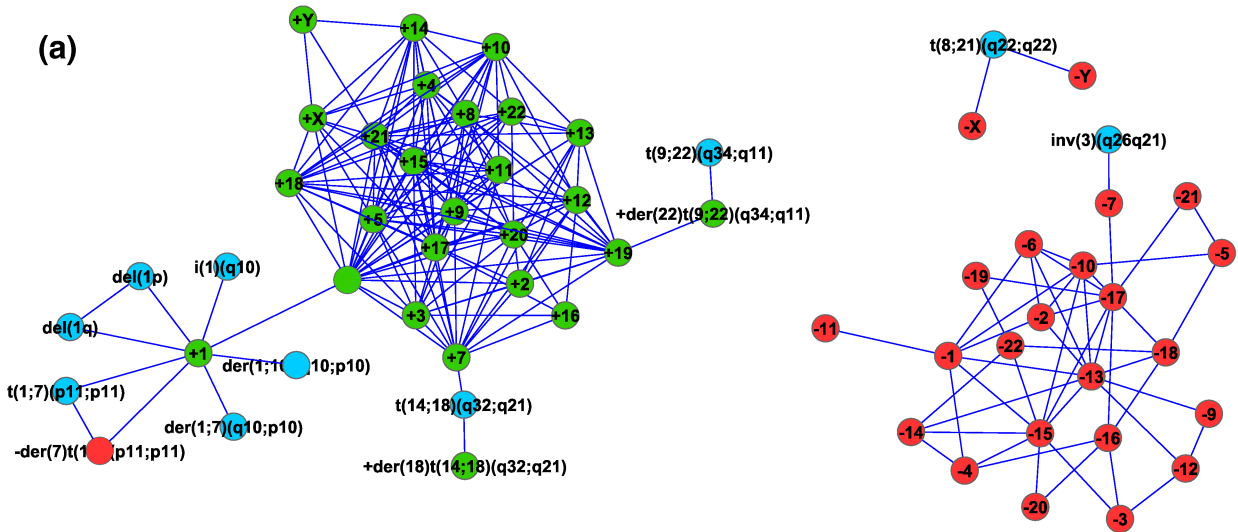 (a)
+Y
+14
+10
+4
+8
+22
+X
+21
+13
+15
+11
+18
+12
+5
+9
+20
+17
+19
+2
+3
+16
+7
t(9;22)(q34;q11)
+der(22)t(9;22)(q34;q11)
del(1p)
i(1)(q10)
del(1q)
+1
t(1;7)(p11;p11)
der(1;7)(q10;p10)
t(14;18)(q32;q21)
+der(18)t(14;18)(q32;q21)
t(8;21)(q22;q22)
-Y
-X
inv(3)(q26q21)
-7
-21
-6
-5
-10
-19
-17
-2
-11
-22
-18
-1
-13
-9
-14
-15
-16
-4
-12
-20
-3